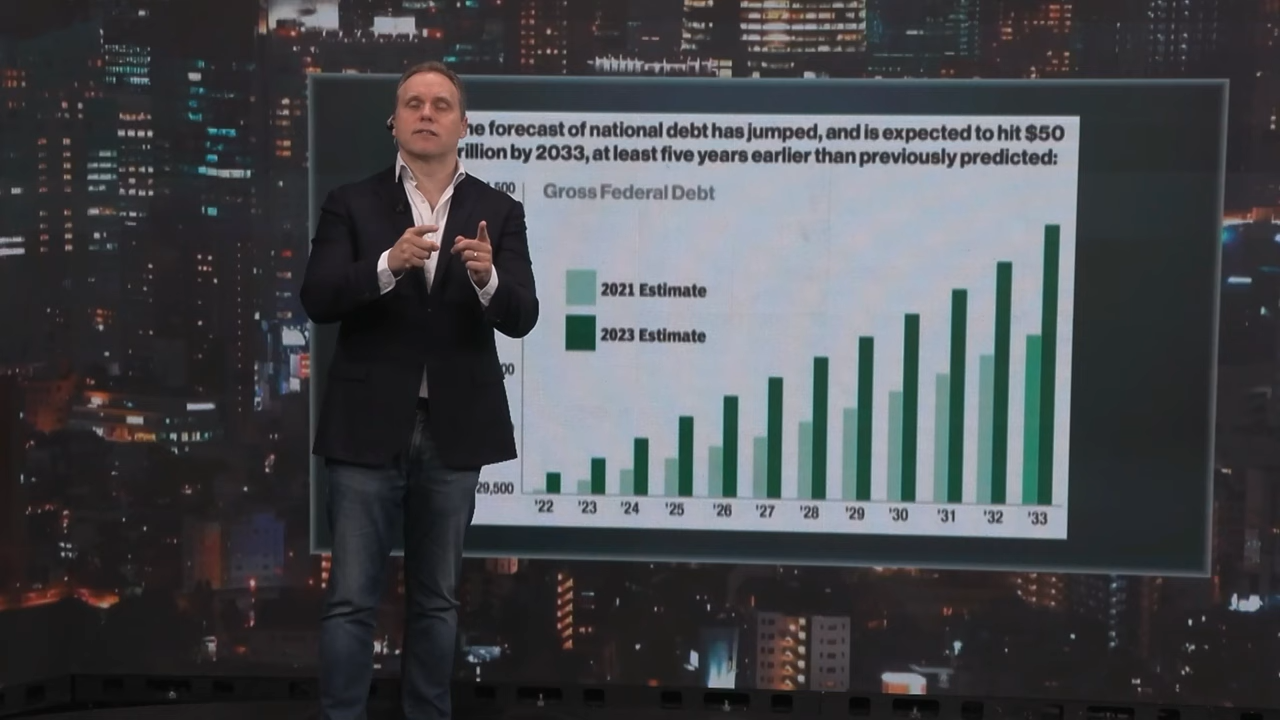 he forecast of national debt has jumped, and is expected to hit $50
rillion by 2033, at least five years earlier than previously predicted:
500
Gross Federal Debt
2021 Estimate
2023 Estimate
00
29,500
'22 '23 '24 '25 '26 '27 '28 '29 '30 '31 '32 '33